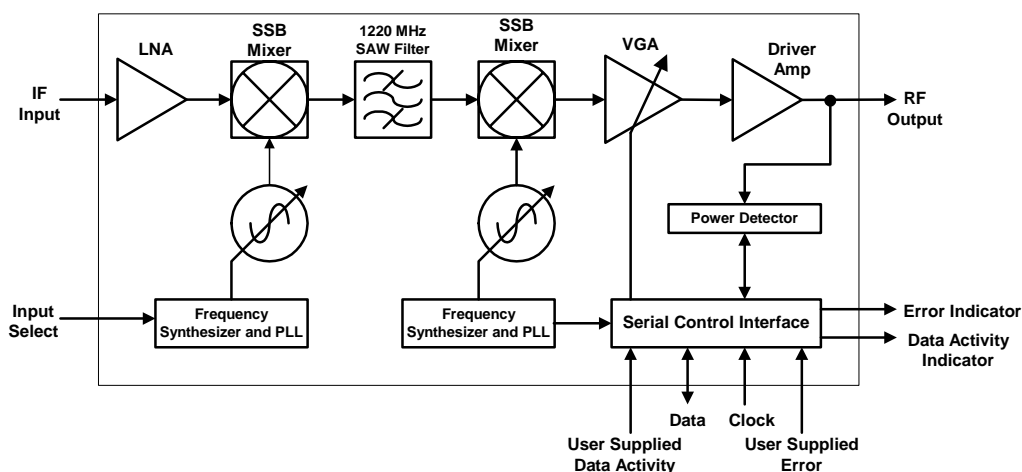 LNA
SSB
Mixer
1220 MHz
SAW Filter
SSB
Mixer
VGA
Driver
Amp
IF
Input
RF
Output
Power Detector
Input
Select
Frequency
Synthesizer and PLL
Frequency
Synthesizer and PLL
Serial Control Interface
Error Indicator
Data Activity
Indicator
Data
Clock
User Supplied
Data Activity
User Supplied
Error